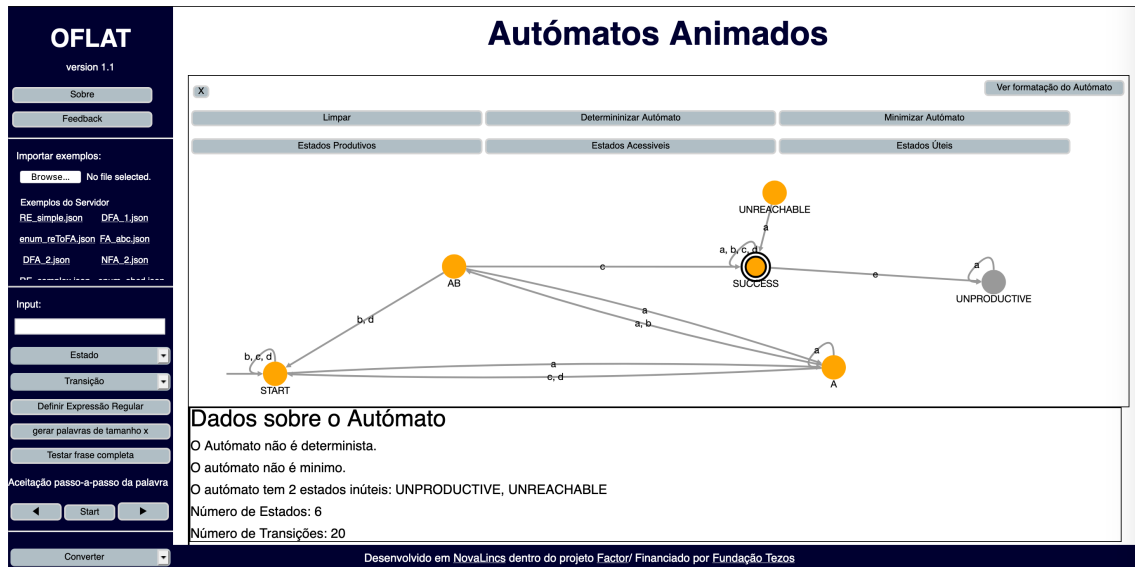 OFLAT
version 1.1
Sobre
Feedback
Importar exemplos:
Browse... No file selected.
Exemplos do Servidor
RE_simple.json DFA_1.json
enum_reToFA.json FA_abc.json
DFA_2.json NFA_2.json
Input:
Estado
Transição
Definir Expressão Regular
gerar palavras de tamanho x
Testar frase completa
Aceitação passo-a-passo da palavra
Start
Converter
Autómatos Animados
X
Ver formatação do Autómato
Limpar Determininizar Autómato Minimizar Autómato
Estados Produtivos Estados Acessiveis Estados Úteis
UNREACHABLE
a
a, b, c, d
c
AB
SUCCESS
e
a
UNPRODUCTIVE
a
a, b
b, d
b, c, d
a
c, d
a
START
A
Dados sobre o Autómato
O Autómato não é determinista.
O autómato não é minimo.
O autómato tem 2 estados inúteis: UNPRODUCTIVE, UNREACHABLE
Número de Estados: 6
Número de Transições: 20
Desenvolvido em NovaLincs dentro do projeto Factor/ Financiado por Fundação Tezos